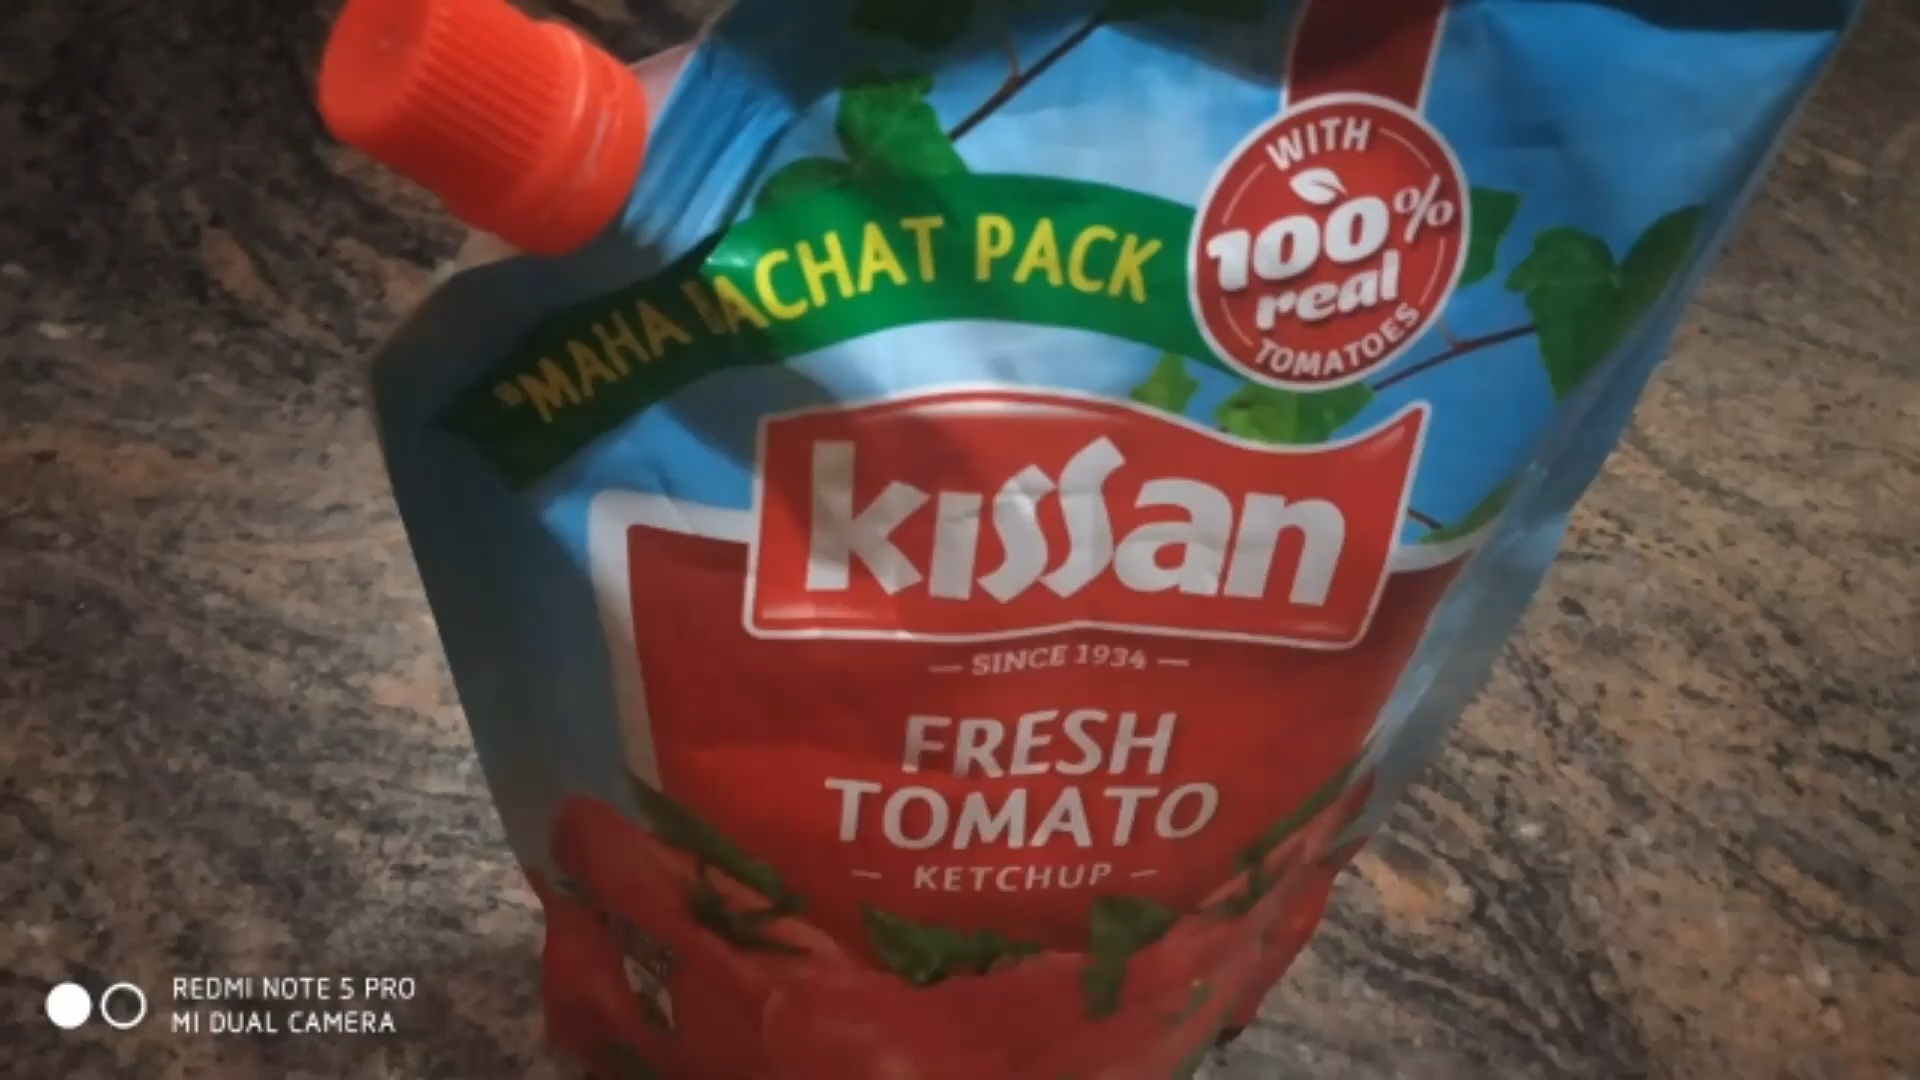 "MAHA BACHAT PACK
WITH
100%
real
TOMATOES
kissan
SINCE 1934
FRESH
TOMATO
KETCHUP
REDMI NOTE 5 PRO
MI DUAL CAMERA